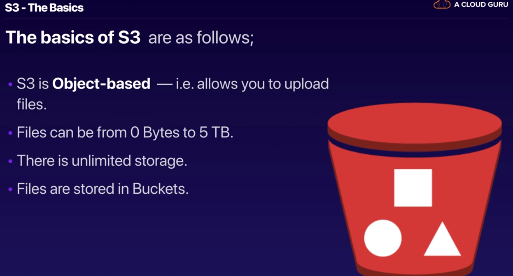 S3 - The Basics
A CLOUD GURU
The basics of S3 are as follows;
• S3 is Object-based — i.e. allows you to upload
files.
• Files can be from 0 Bytes to 5 TB.
• There is unlimited storage.
• Files are stored in Buckets.